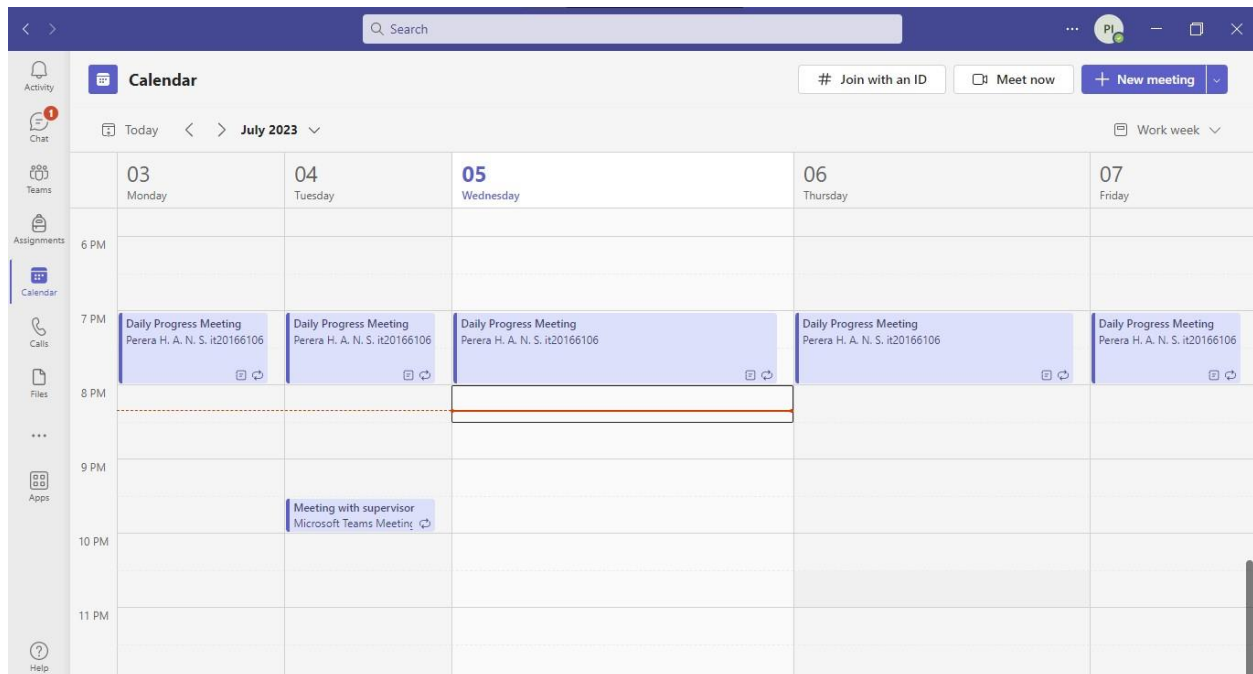 Search
PI
Activity
1
Chat
Teams
Assignments
Calendar
Calls
Files
Apps
Help
Calendar
# Join with an ID
Meet now
+ New meeting
Today
July 2023
Work week
03
Monday
04
Tuesday
05
Wednesday
06
Thursday
07
Friday
6 PM
7 PM
Daily Progress Meeting
Perera H. A. N. S. it20166106
Daily Progress Meeting
Perera H. A. N. S. it20166106
Daily Progress Meeting
Perera H. A. N. S. it20166106
Daily Progress Meeting
Perera H. A. N. S. it20166106
Daily Progress Meeting
Perera H. A. N. S. it20166106
8 PM
9 PM
Meeting with supervisor
Microsoft Teams Meeting
10 PM
11 PM